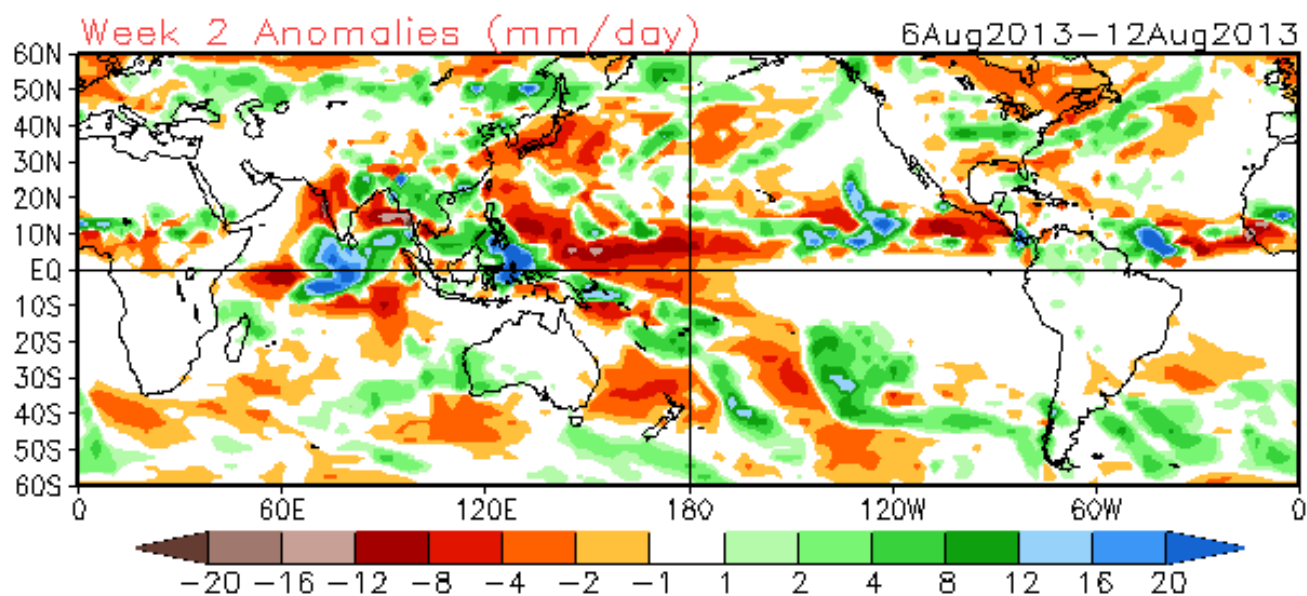 Week 2 Anomalies (mm/day) 6Aug2013-12Aug2013
60N
50N
40N
30N
20N
10N
EQ
10S
20S
30S
40S
50S
60S
0 60E 120E 180 120W 60W 0
-20 -16 -12 -8 -4 -2 -1 1 2 4 8 12 16 20